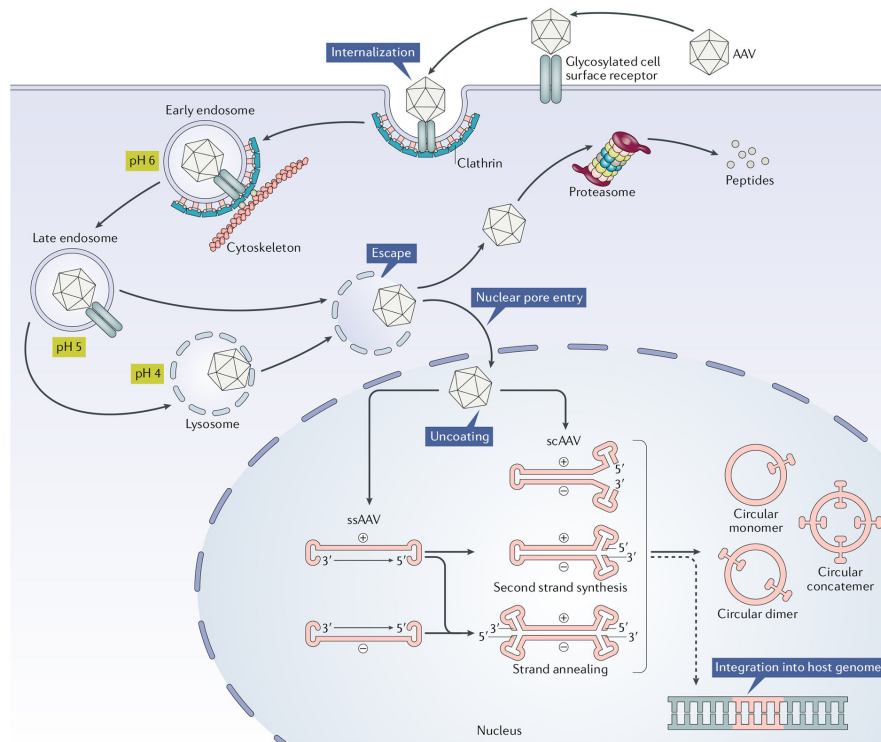 AAV
Glycosylated cell
surface receptor
Internalization
Clathrin
Early endosome
pH 6
Cytoskeleton
Proteasome
Peptides
Late endosome
pH 5
Escape
Nuclear pore entry
pH 4
Lysosome
Uncoating
ssAAV
scAAV
+
5′
3′
−
+
3′
5′
+
5′
3′
−
Second strand synthesis
3′
5′
−
+
3′
5′
5′
3′
−
Strand annealing
Circular
monomer
Circular
concatemer
Circular dimer
Integration into host genome
Nucleus